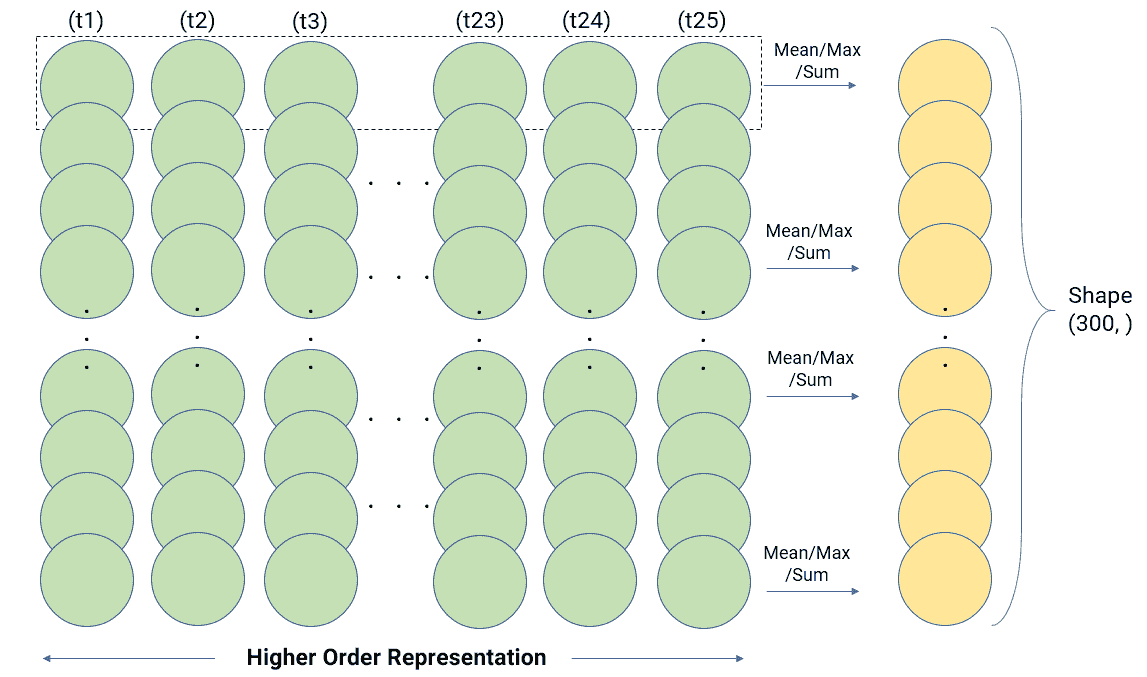 (t1) (t2) (t3) (t23) (t24) (t25)
Mean/Max
/Sum
Mean/Max
/Sum
Shape
(300, )
Mean/Max
/Sum
Mean/Max
/Sum
Higher Order Representation